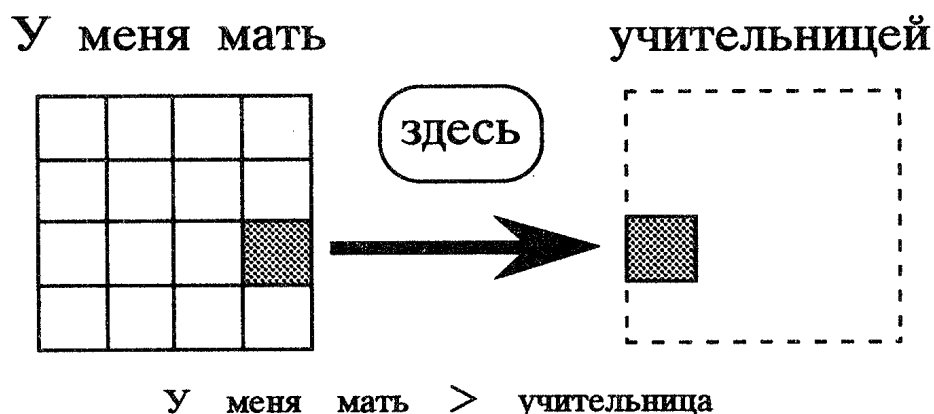 У меня мать учительницей
здесь
У меня мать > учительница